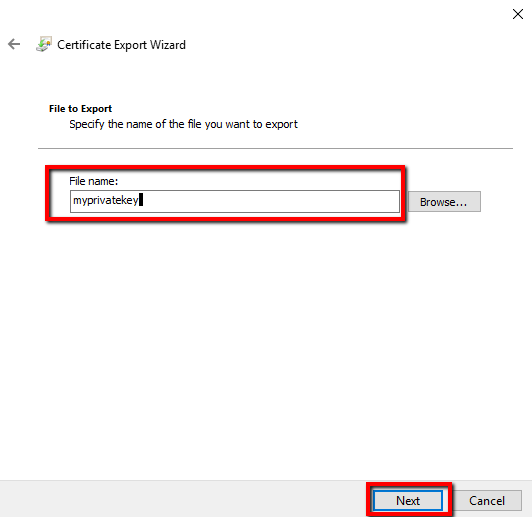 Certificate Export Wizard
File to Export
Specify the name of the file you want to export
File name:
myprivatekey
Browse...
Next
Cancel